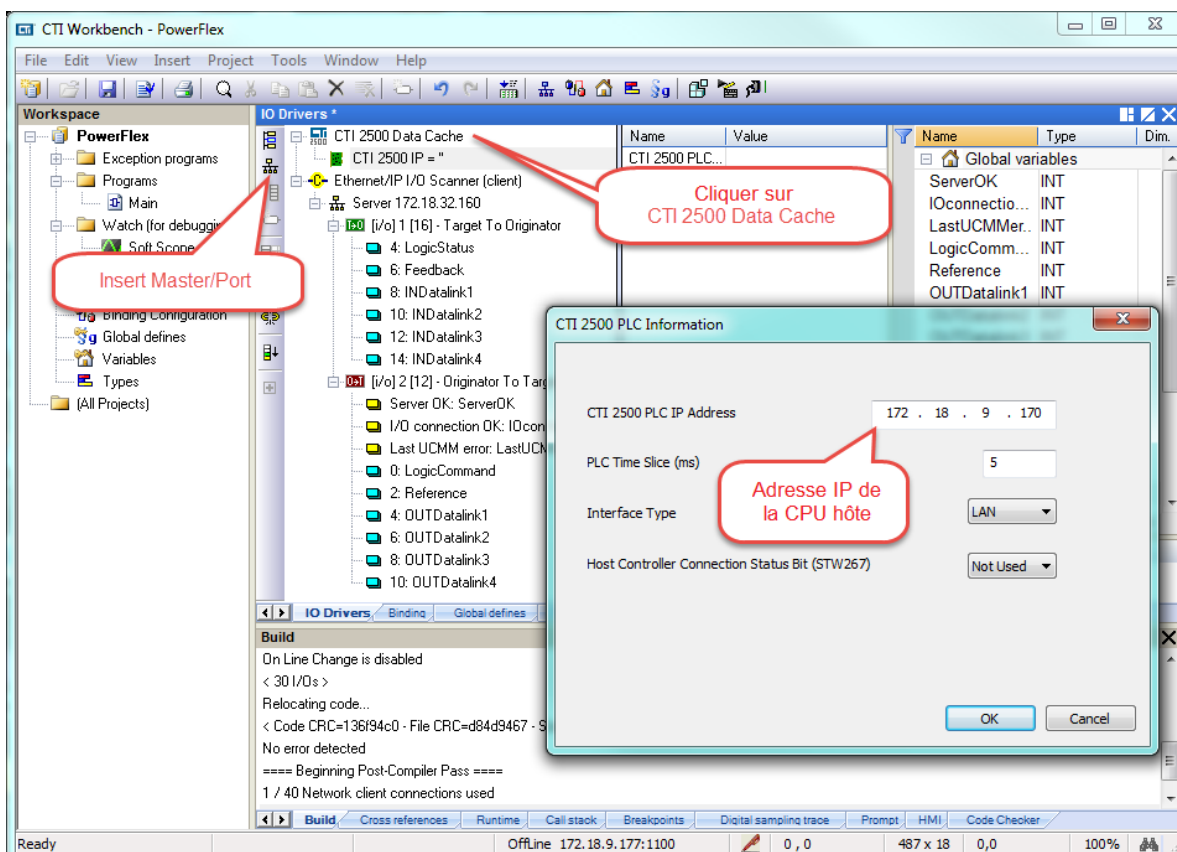 CTI Workbench - PowerFlex
File Edit View Insert Project Tools Window Help
Workspace
PowerFlex
Exception programs
Programs
Main
Watch (for debuggin
Soft Scope
Binding Configuration
Global defines
Variables
Types
(All Projects)
Insert Master/Port
IO Drivers *
CTI 2500 Data Cache
CTI 2500 IP = ''
Ethernet/IP I/O Scanner (client)
Server 172.18.32.160
[i/o] 1 [16] - Target To Originator
4: LogicStatus
6: Feedback
8: INDatalink1
10: INDatalink2
12: INDatalink3
14: INDatalink4
[i/o] 2 [12] - Originator To Targ
Server OK: ServerOK
I/O connection OK: IOcon
Last UCMM error: LastUCM
0: LogicCommand
2: Reference
4: OUTDatalink1
6: OUTDatalink2
8: OUTDatalink3
10: OUTDatalink4
Name Value
CTI 2500 PLC...
Cliquer sur
CTI 2500 Data Cache
Name Type Dim.
Global variables
ServerOK INT
IOconnectio... INT
LastUCMMer.. INT
LogicComm... INT
Reference INT
OUTDatalink1 INT
CTI 2500 PLC Information
CTI 2500 PLC IP Address 172 . 18 . 9 . 170
PLC Time Slice (ms) 5
Interface Type LAN
Host Controller Connection Status Bit (STW267) Not Used
Adresse IP de
la CPU hôte
OK Cancel
IO Drivers Binding Global defines
Build
On Line Change is disabled
< 30 I/Os >
Relocating code...
< Code CRC=136f94c0 - File CRC=d84d9467 - S
No error detected
==== Beginning Post-Compiler Pass ====
1 / 40 Network client connections used
Build Cross references Runtime Call stack Breakpoints Digital sampling trace Prompt HMI Code Checker
Ready OffLine 172.18.9.177:1100 0 , 0 487 x 18 0,0 100%